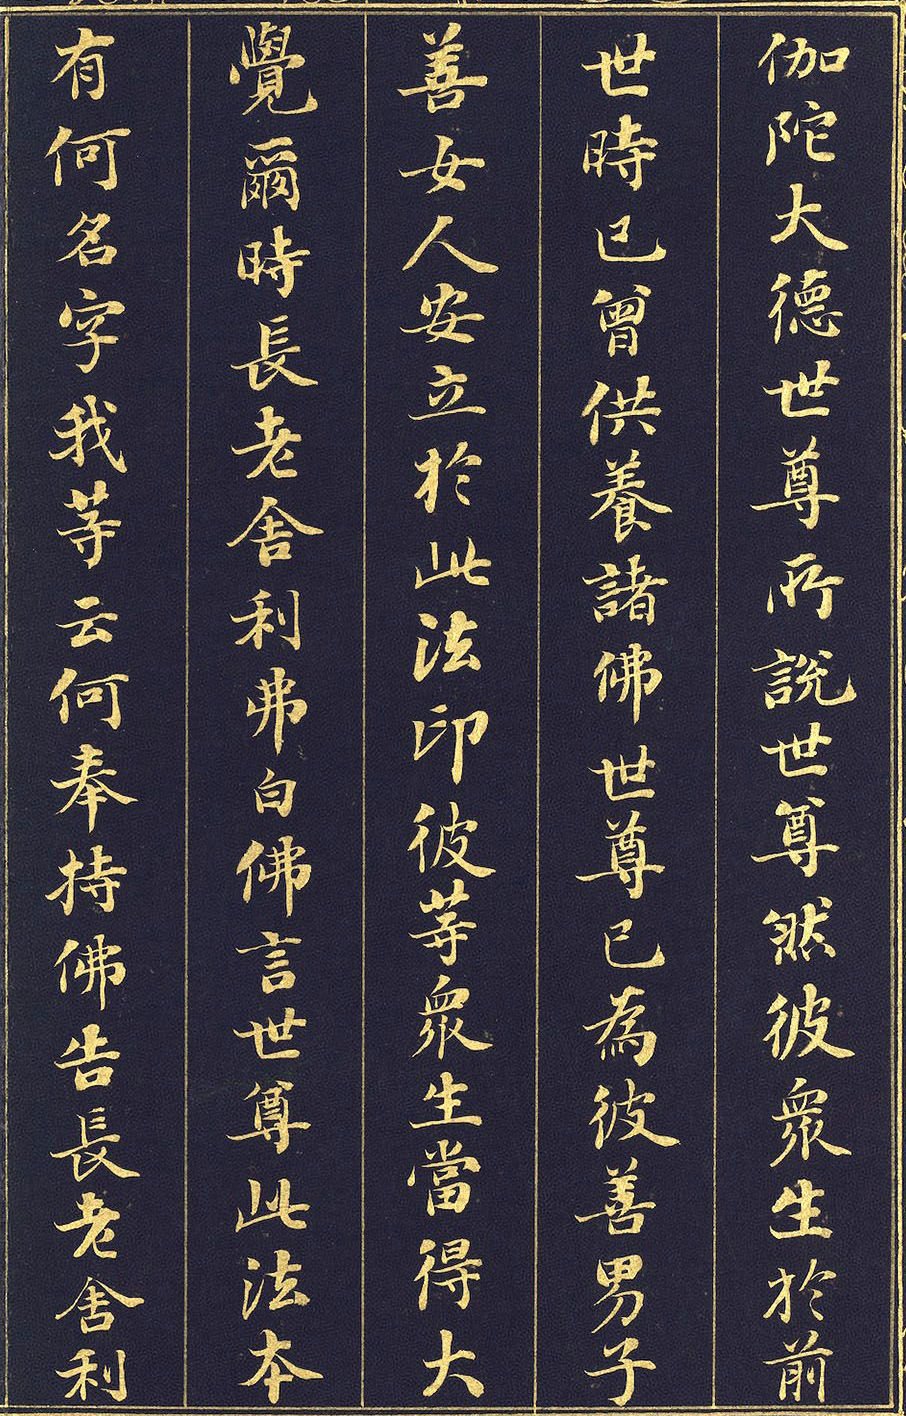 伽陀大德世尊所說世尊然彼眾生於前
世時已曾供養諸佛世尊已為彼善男子
善女人安立於此法印彼等眾生當得大
覺爾時長老舍利弗白佛言世尊此法本
有何名字我等云何奉持佛告長老舍利